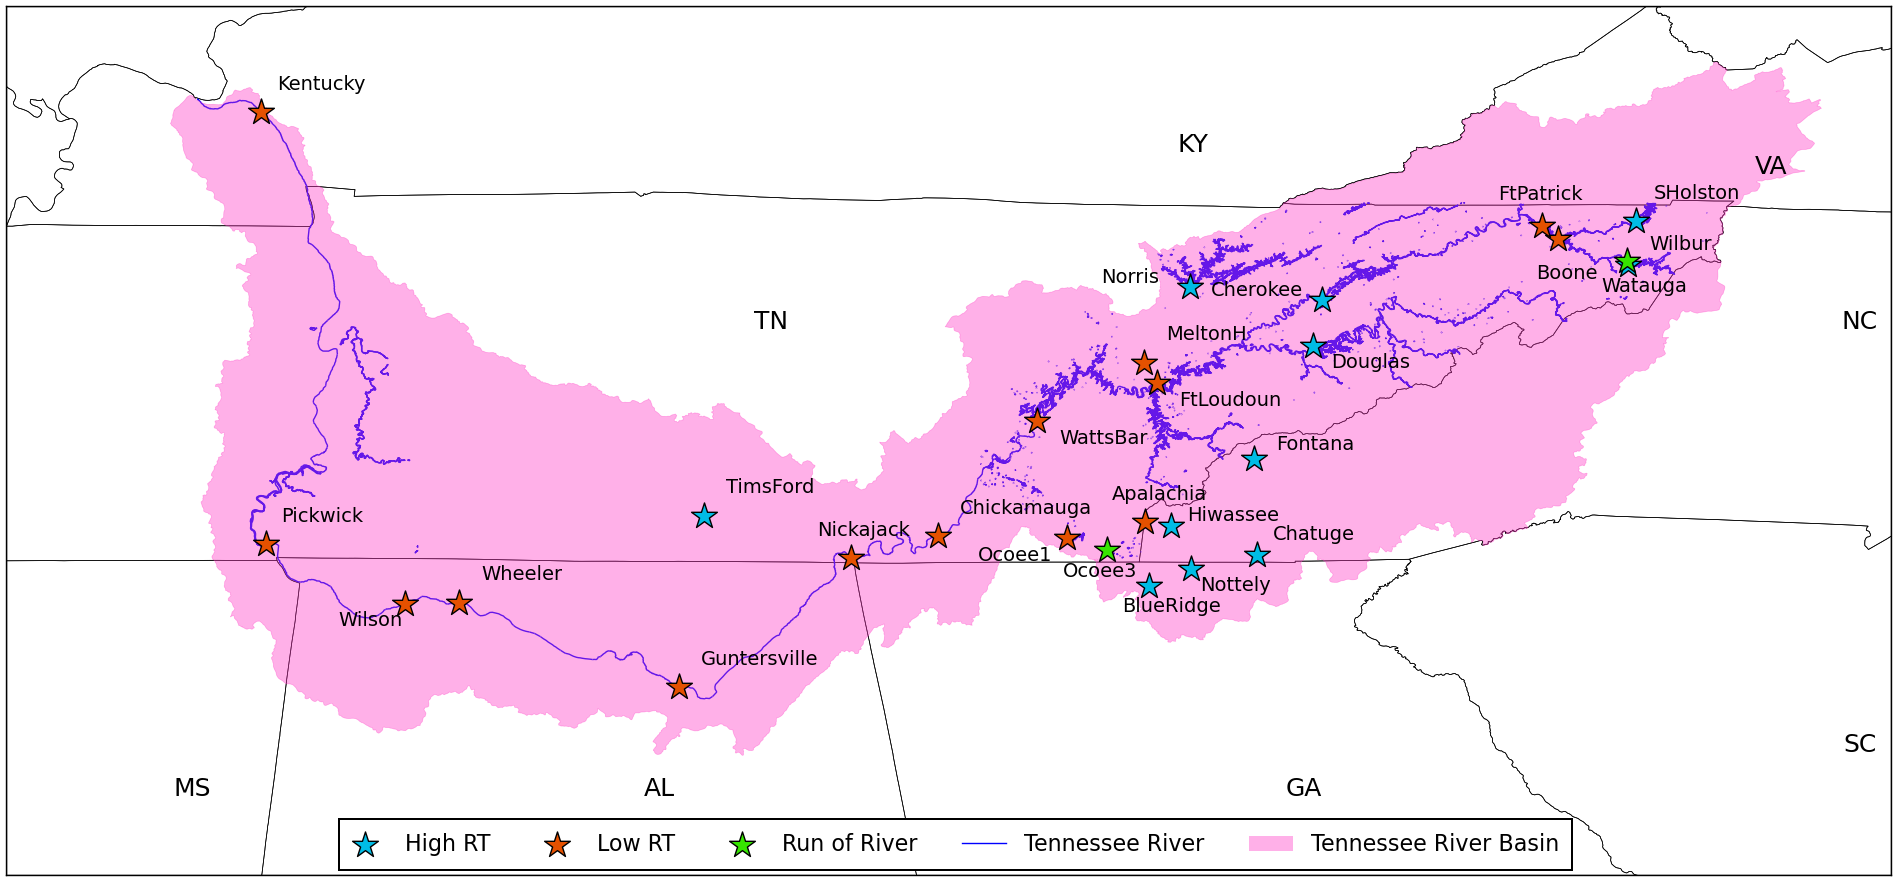 Kentucky
KY
VA
FtPatrick
SHolston
Wilbur
Norris
Boone
Cherokee
Watauga
TN
NC
MeltonH
Douglas
FtLoudoun
WattsBar
Fontana
TimsFord
Apalachia
Chickamauga
Pickwick
Hiwassee
Nickajack
Chatuge
Ocoee1
Ocoee3
Wheeler
Nottely
BlueRidge
Wilson
Guntersville
SC
MS
AL
GA
High RT
Low RT
Run of River
Tennessee River
Tennessee River Basin